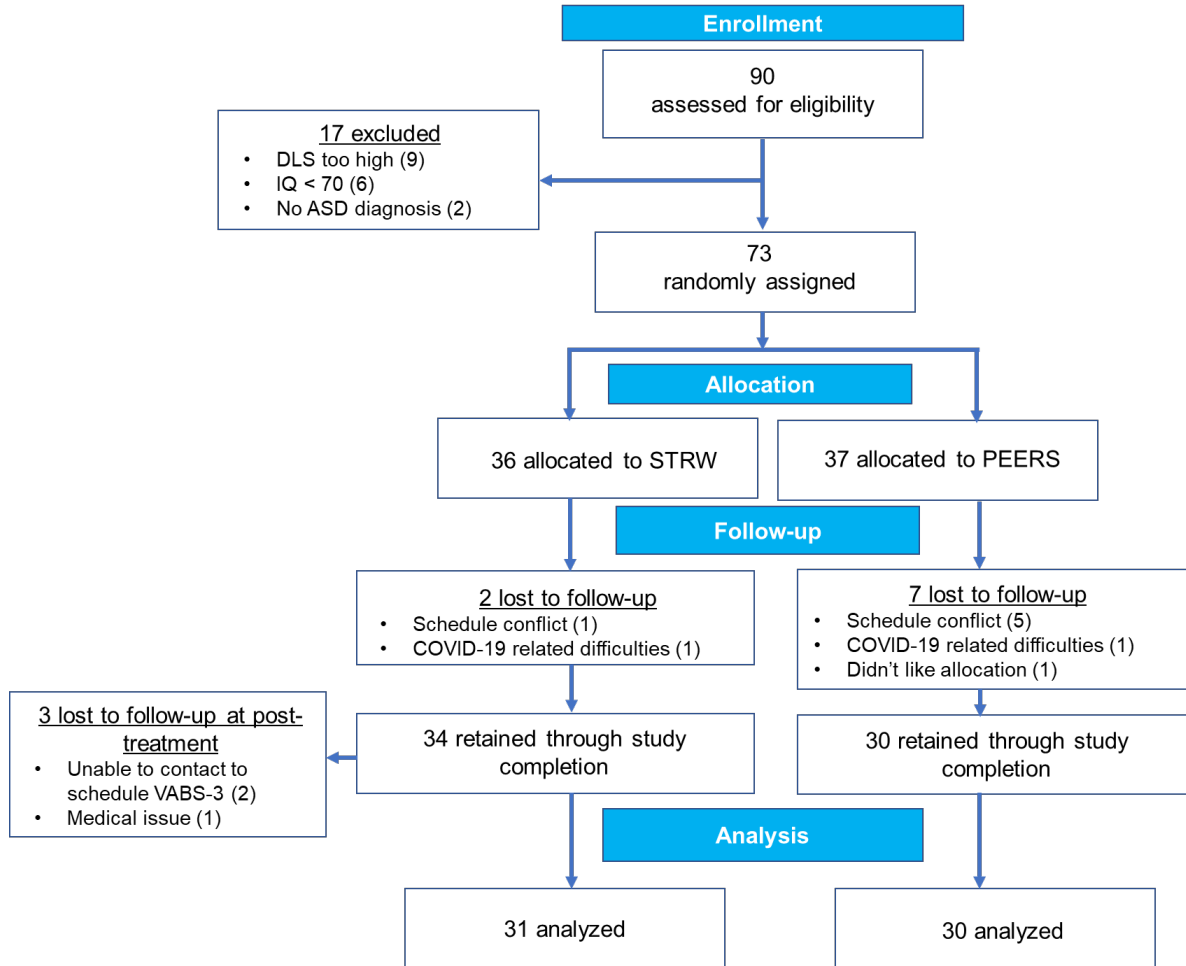 Enrollment
90
assessed for eligibility
17 excluded
• DLS too high (9)
• IQ < 70 (6)
• No ASD diagnosis (2)
73
randomly assigned
Allocation
36 allocated to STRW
37 allocated to PEERS
Follow-up
2 lost to follow-up
• Schedule conflict (1)
• COVID-19 related difficulties (1)
7 lost to follow-up
• Schedule conflict (5)
• COVID-19 related difficulties (1)
• Didn’t like allocation (1)
3 lost to follow-up at post-
treatment
• Unable to contact to
schedule VABS-3 (2)
• Medical issue (1)
34 retained through study
completion
30 retained through study
completion
Analysis
31 analyzed
30 analyzed